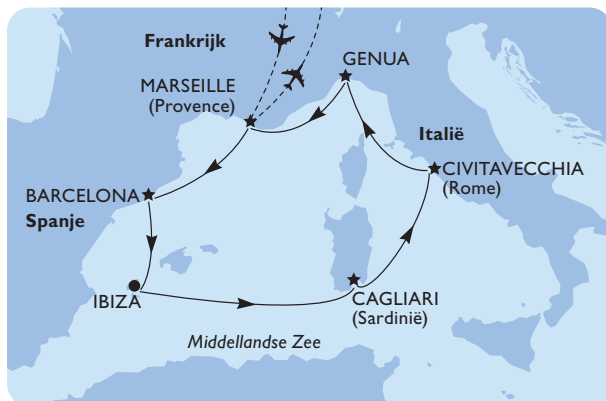 Frankrijk
GENUA
MARSEILLE
(Provence)
Italië
CIVITAVECCHIA
(Rome)
BARCELONA
Spanje
IBIZA
CAGLIARI
(Sardinië)
Middellandse Zee